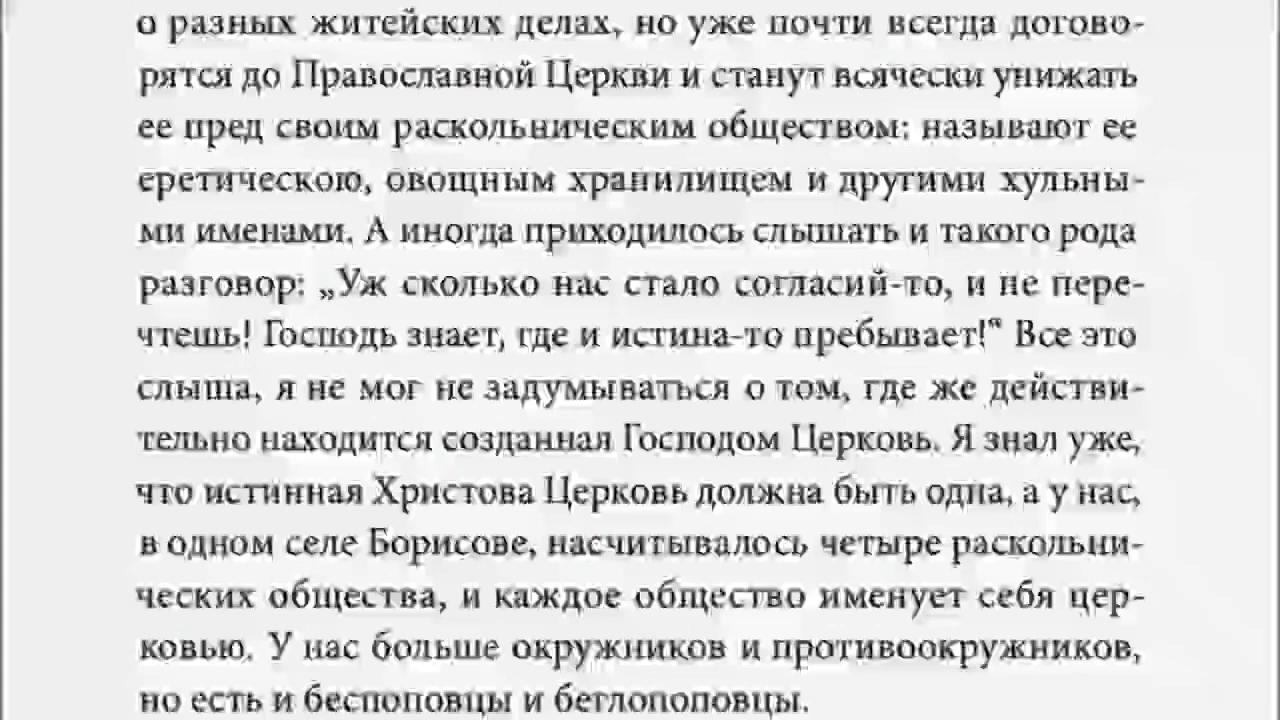 о разных житейских делах, но уже почти всегда догово-
рятся до Православной Церкви и станут всячески унижать
ее пред своим раскольническим обществом: называют ее
еретическою, овощным хранилищем и другими хульны-
ми именами. А иногда приходилось слышать и такого рода
разговор: „Уж сколько нас стало согласий-то, и не пере-
чтешь! Господь знает, где и истина-то пребывает!“ Все это
слыша, я не мог не задумываться о том, где же действи-
тельно находится созданная Господом Церковь. Я знал уже,
что истинная Христова Церковь должна быть одна, а у нас,
в одном селе Борисове, насчитывалось четыре раскольни-
ческих общества, и каждое общество именует себя цер-
ковью. У нас больше окружников и противоокружников,
но есть и беспоповцы и беглопоповцы.